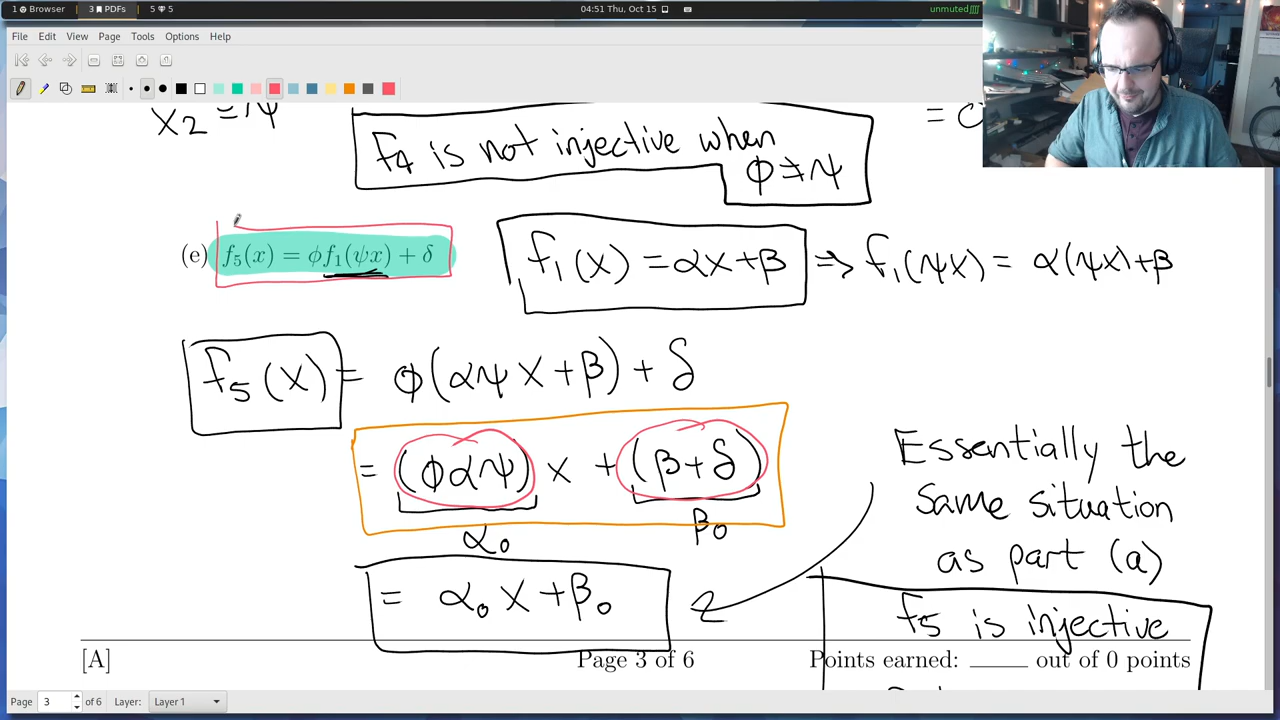 1 Browser 3 PDFs 5 5 04:51 Thu, Oct 15 unmuted
File Edit View Page Tools Options Help
x2 = ψ
f4 is not injective when
φ ≠ ψ
(e) f5(x) = φf1(ψx) + δ
f1(x) = αx+β ⇒ f1(ψx) = α(ψx)+β
f5(x) = φ(αψx+β)+δ
= (φαψ)x + (β+δ)
α0 β0
= α0x+β0
Essentially the
same situation
as part (a)
f5 is injective
[A] Page 3 of 6 Points earned: _____ out of 0 points
Page 3 of 6 Layer: Layer 1